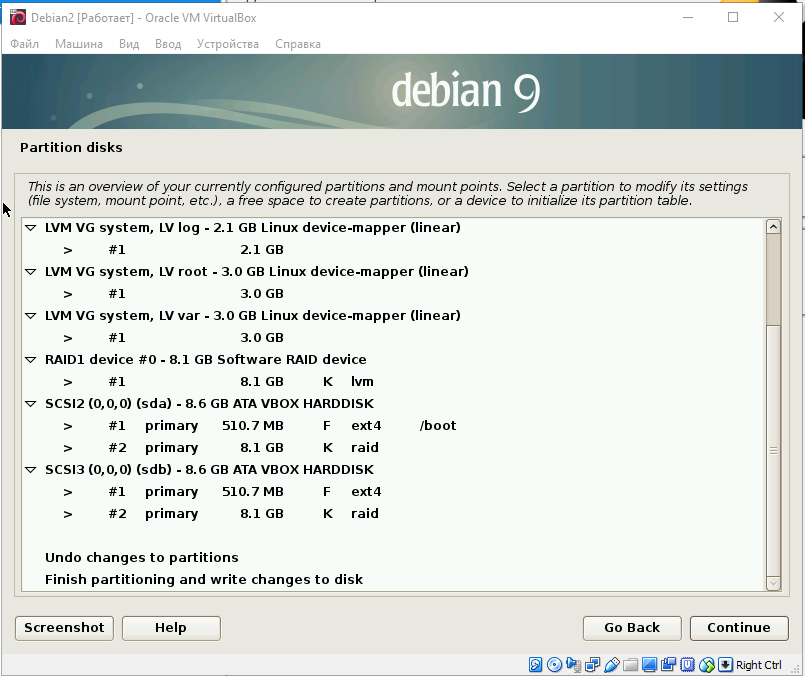 Debian2 [Работает] - Oracle VM VirtualBox
Файл Машина Вид Ввод Устройства Справка
debian 9
Partition disks
This is an overview of your currently configured partitions and mount points. Select a partition to modify its settings
(file system, mount point, etc.), a free space to create partitions, or a device to initialize its partition table.
LVM VG system, LV log - 2.1 GB Linux device-mapper (linear)
> #1 2.1 GB
LVM VG system, LV root - 3.0 GB Linux device-mapper (linear)
> #1 3.0 GB
LVM VG system, LV var - 3.0 GB Linux device-mapper (linear)
> #1 3.0 GB
RAID1 device #0 - 8.1 GB Software RAID device
> #1 8.1 GB K lvm
SCSI2 (0,0,0) (sda) - 8.6 GB ATA VBOX HARDDISK
> #1 primary 510.7 MB F ext4 /boot
> #2 primary 8.1 GB K raid
SCSI3 (0,0,0) (sdb) - 8.6 GB ATA VBOX HARDDISK
> #1 primary 510.7 MB F ext4
> #2 primary 8.1 GB K raid
Undo changes to partitions
Finish partitioning and write changes to disk
Screenshot Help Go Back Continue
Right Ctrl